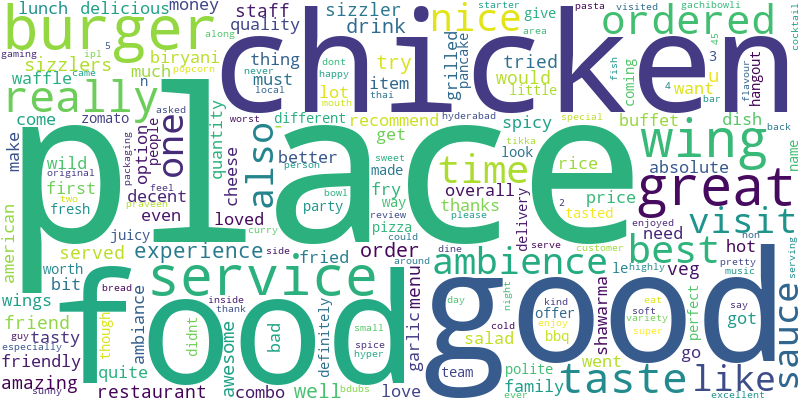 lunch delicious money staff sizzler nice ordered starter give pasta visited gachibowli
burger quality drink chicken along area 45 cocktail
gaming ipl 5 biryani thing try grilled pancake tried 3 u hangout
sizzlers much must item would coming want
waffle came popcorn never dont happy little fish 4 bar flavour
really n asked local lot thai mouth hyderabad special buffet dish back
come zomato one also different recommend get spicy wing tikka name
make option people quantity worst better look time absolute
wild packaging decent cheese sweet made fry bowl overall rice great
original first two feel person party way thanks tasted 2 price
american fresh praveen even loved review pizza please delivery enjoyed
place
juicy curry could serve customer need hot visit
served experience side fried order dine ambience best non
worth bit around le highly veg pretty music serving
wings bread inside service menu day night kind soft eat say got
friend though ambiance thank definitely small garlic cold offer enjoy variety perfect
guy tasty didnt awesome bad food spice salad good bbq shawarma super go sauce
especially friendly quite hyper team polite went
amazing restaurant combo well bdubs love family taste like
sunny ever excellent